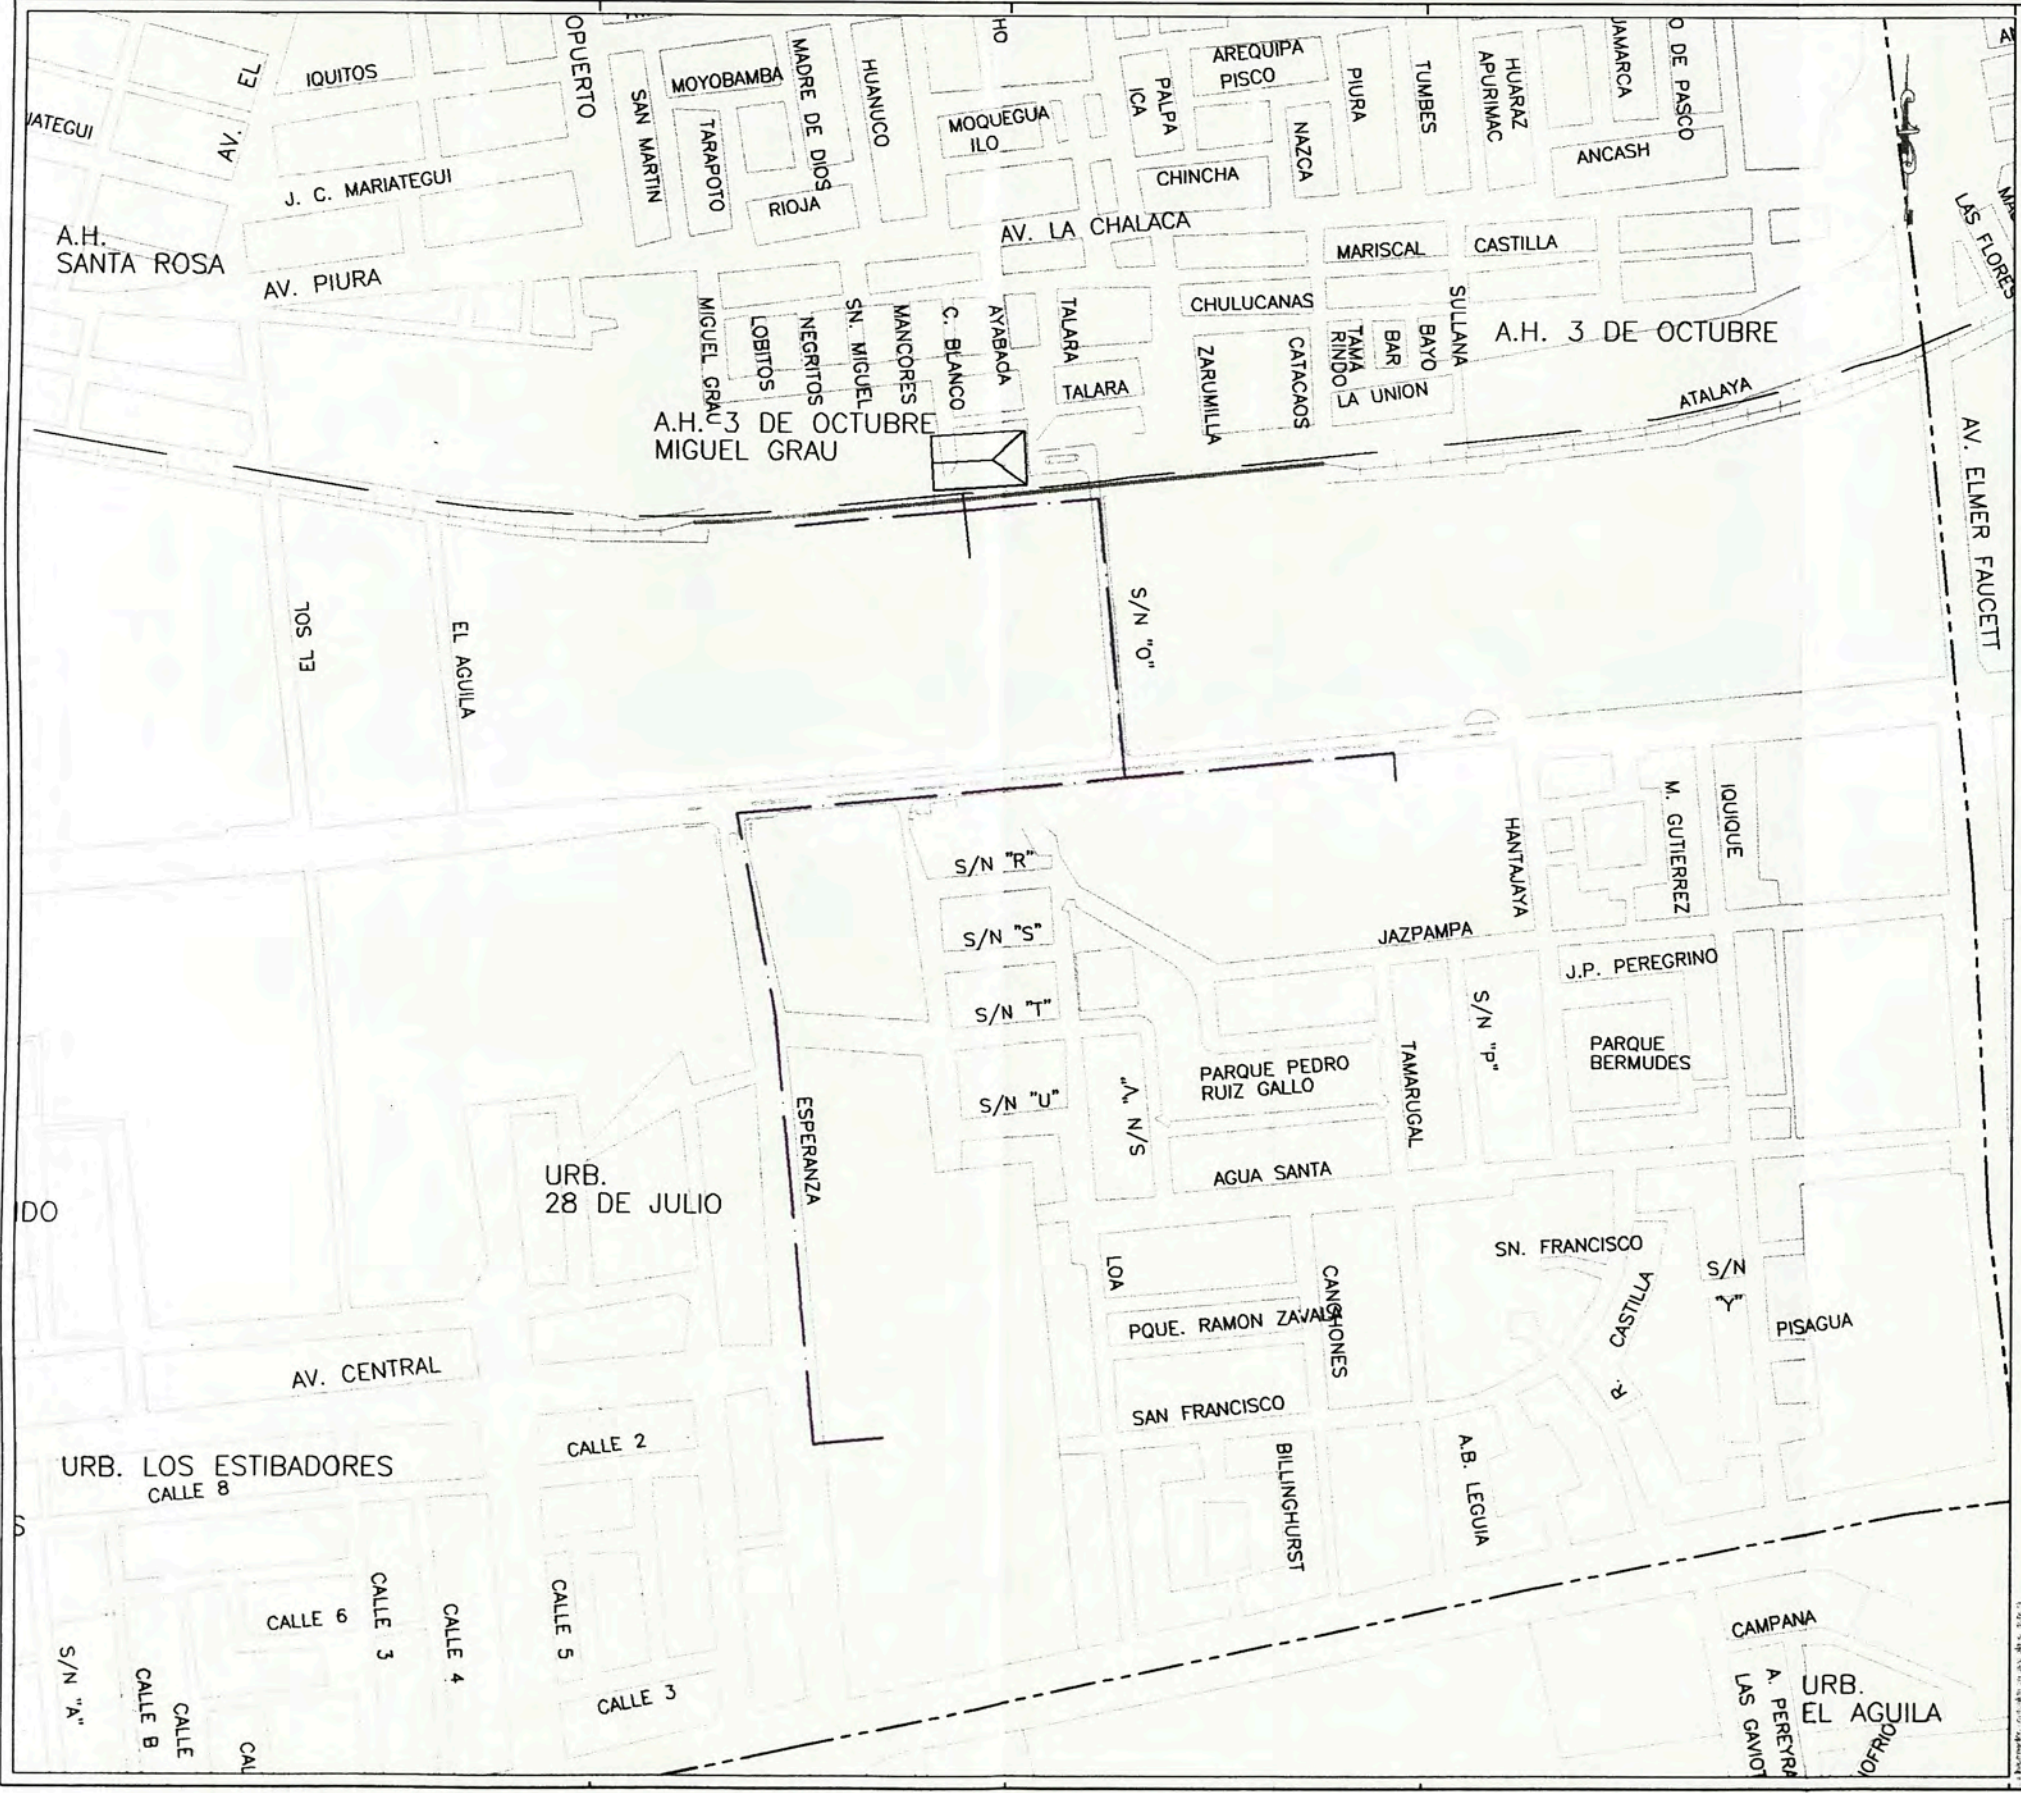 OPUERTO
HO
AV. EL
IQUITOS
IATEGUI
J. C. MARIATEGUI
SAN MARTIN
MOYOBAMBA
TARAPOTO
MADRE DE DIOS
RIOJA
HUANUCO
MOQUEGUA
ILO
ICA
PALPA
AREQUIPA
PISCO
CHINCHA
NAZCA
PIURA
TUMBES
APURIMAC
HUARAZ
JAMARCA
O DE PASCO
ANCASH
LAS FLORES
A.H.
SANTA ROSA
AV. PIURA
AV. LA CHALACA
MARISCAL
CASTILLA
MIGUEL GRAU
LOBITOS
NEGRITOS
SN. MIGUEL
MANCORES
C. BLANCO
AYABACA
TALARA
TALARA
CHULUCANAS
ZARUMILLA
CATACAOS
TAMA
RINDO
BAR
BAYO
SULLANA
LA UNION
A.H. 3 DE OCTUBRE
ATALAYA
A.H. 3 DE OCTUBRE
MIGUEL GRAU
AV. ELMER FAUCETT
EL SOL
EL AGUILA
S/N "O"
S/N "R"
S/N "S"
S/N "T"
S/N "U"
S/N "V"
HANTAJAYA
M. GUTIERREZ
IQUIQUE
JAZPAMPA
J.P. PEREGRINO
S/N "P"
PARQUE
BERMUDES
PARQUE PEDRO
RUIZ GALLO
TAMARUGAL
ESPERANZA
URB.
28 DE JULIO
IDO
AGUA SANTA
SN. FRANCISCO
LOA
CANCHONES
PQUE. RAMON ZAVALA
R. CASTILLA
S/N
"Y"
PISAGUA
AV. CENTRAL
SAN FRANCISCO
CALLE 2
URB. LOS ESTIBADORES
CALLE 8
S
BILLINGHURST
A.B. LEGUIA
CALLE 6
CALLE 3
CALLE 4
CALLE 5
CALLE 3
S/N "A"
CALLE B
CALLE
CAL
CAMPANA
LAS GAVIOT
A. PEREYRA
URB.
EL AGUILA
OFRIO